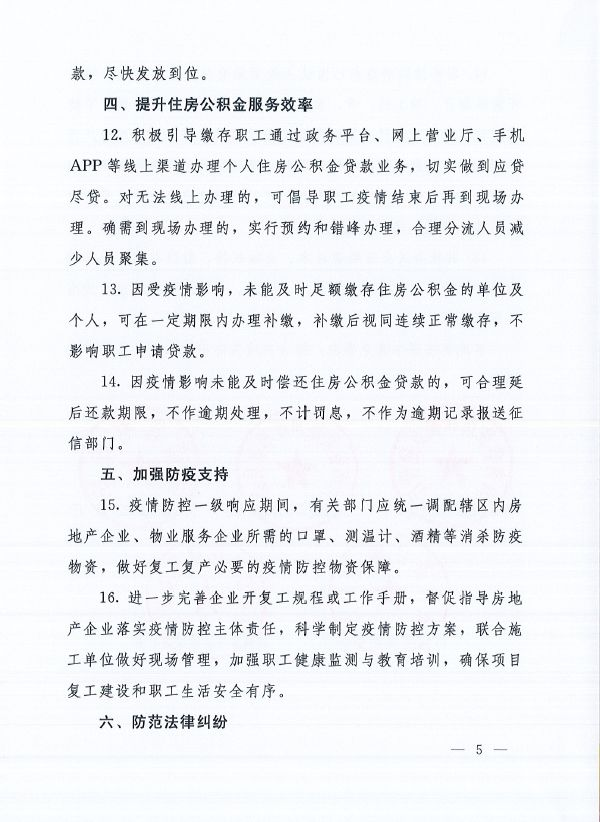 款，尽快发放到位。
四、提升住房公积金服务效率
12. 积极引导缴存职工通过政务平台、网上营业厅、手机
APP 等线上渠道办理个人住房公积金贷款业务，切实做到应贷
尽贷。对无法线上办理的，可倡导职工疫情结束后再到现场办
理。确需到现场办理的，实行预约和错峰办理，合理分流人员减
少人员聚集。
13. 因受疫情影响，未能及时足额缴存住房公积金的单位及
个人，可在一定期限内办理补缴，补缴后视同连续正常缴存，不
影响职工申请贷款。
14. 因疫情影响未能及时偿还住房公积金贷款的，可合理延
后还款期限，不作逾期处理，不计罚息，不作为逾期记录报送征
信部门。
五、加强防疫支持
15. 疫情防控一级响应期间，有关部门应统一调配辖区内房
地产企业、物业服务企业所需的口罩、测温计、酒精等消杀防疫
物资，做好复工复产必要的疫情防控物资保障。
16. 进一步完善企业开复工规程或工作手册，督促指导房地
产企业落实疫情防控主体责任，科学制定疫情防控方案，联合施
工单位做好现场管理，加强职工健康监测与教育培训，确保项目
复工建设和职工生活安全有序。
六、防范法律纠纷
— 5 —